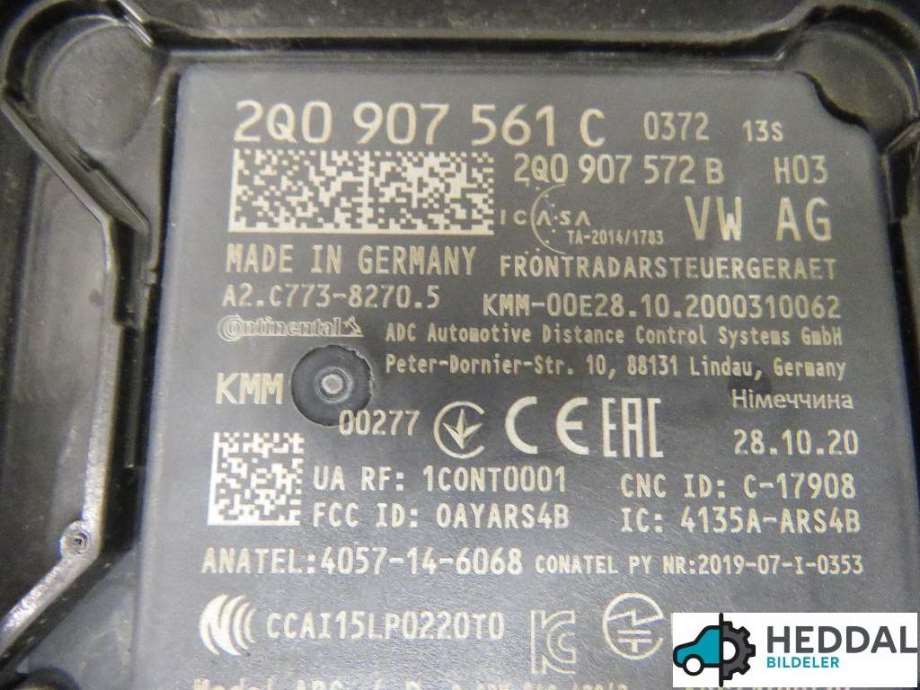 2Q0 907 561 C 0372 13S
2Q0 907 572 B H03
ICASA VW AG
TA-2014/1783
MADE IN GERMANY FRONTRADARSTEUERGERAET
A2.C773-8270.5 KMM-00E28.10.2000310062
Continental ADC Automotive Distance Control Systems GmbH
Peter-Dornier-Str. 10, 88131 Lindau, Germany
KMM Німеччина
00277 CE EAC 28.10.20
UA RF: 1CONT0001 CNC ID: C-17908
FCC ID: OAYARS4B IC: 4135A-ARS4B
ANATEL:4057-14-6068 CONATEL PY NR:2019-07-I-0353
CCAI15LP0220T0
HEDDAL
BILDELER